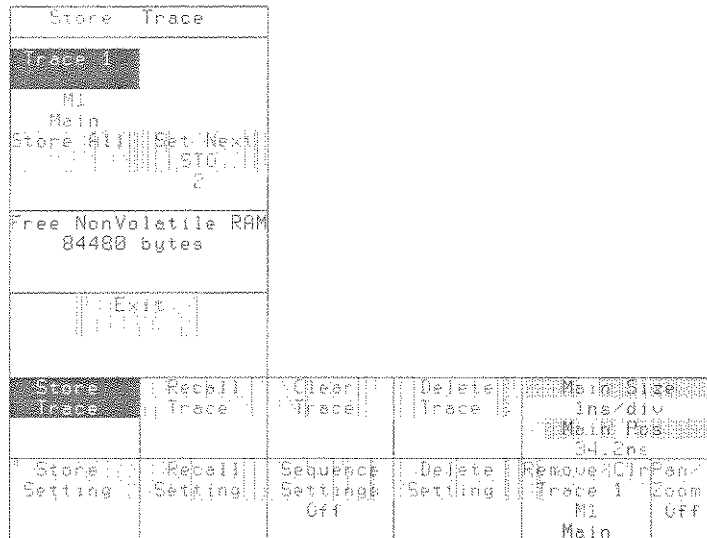 Store Trace
Trace 1
M1
Main
Store All
Set Next
STO
2
Free NonVolatile RAM
84480 bytes
Exit
Store
Trace
Recall
Trace
Clear
Trace
Delete
Trace
Main Size
1ns/div
Main Pos
34.2ns
Store
Setting
Recall
Setting
Sequence
Settings
Off
Delete
Setting
Remove/Clr
Trace 1
M1
Main
Pan/
Zoom
Off